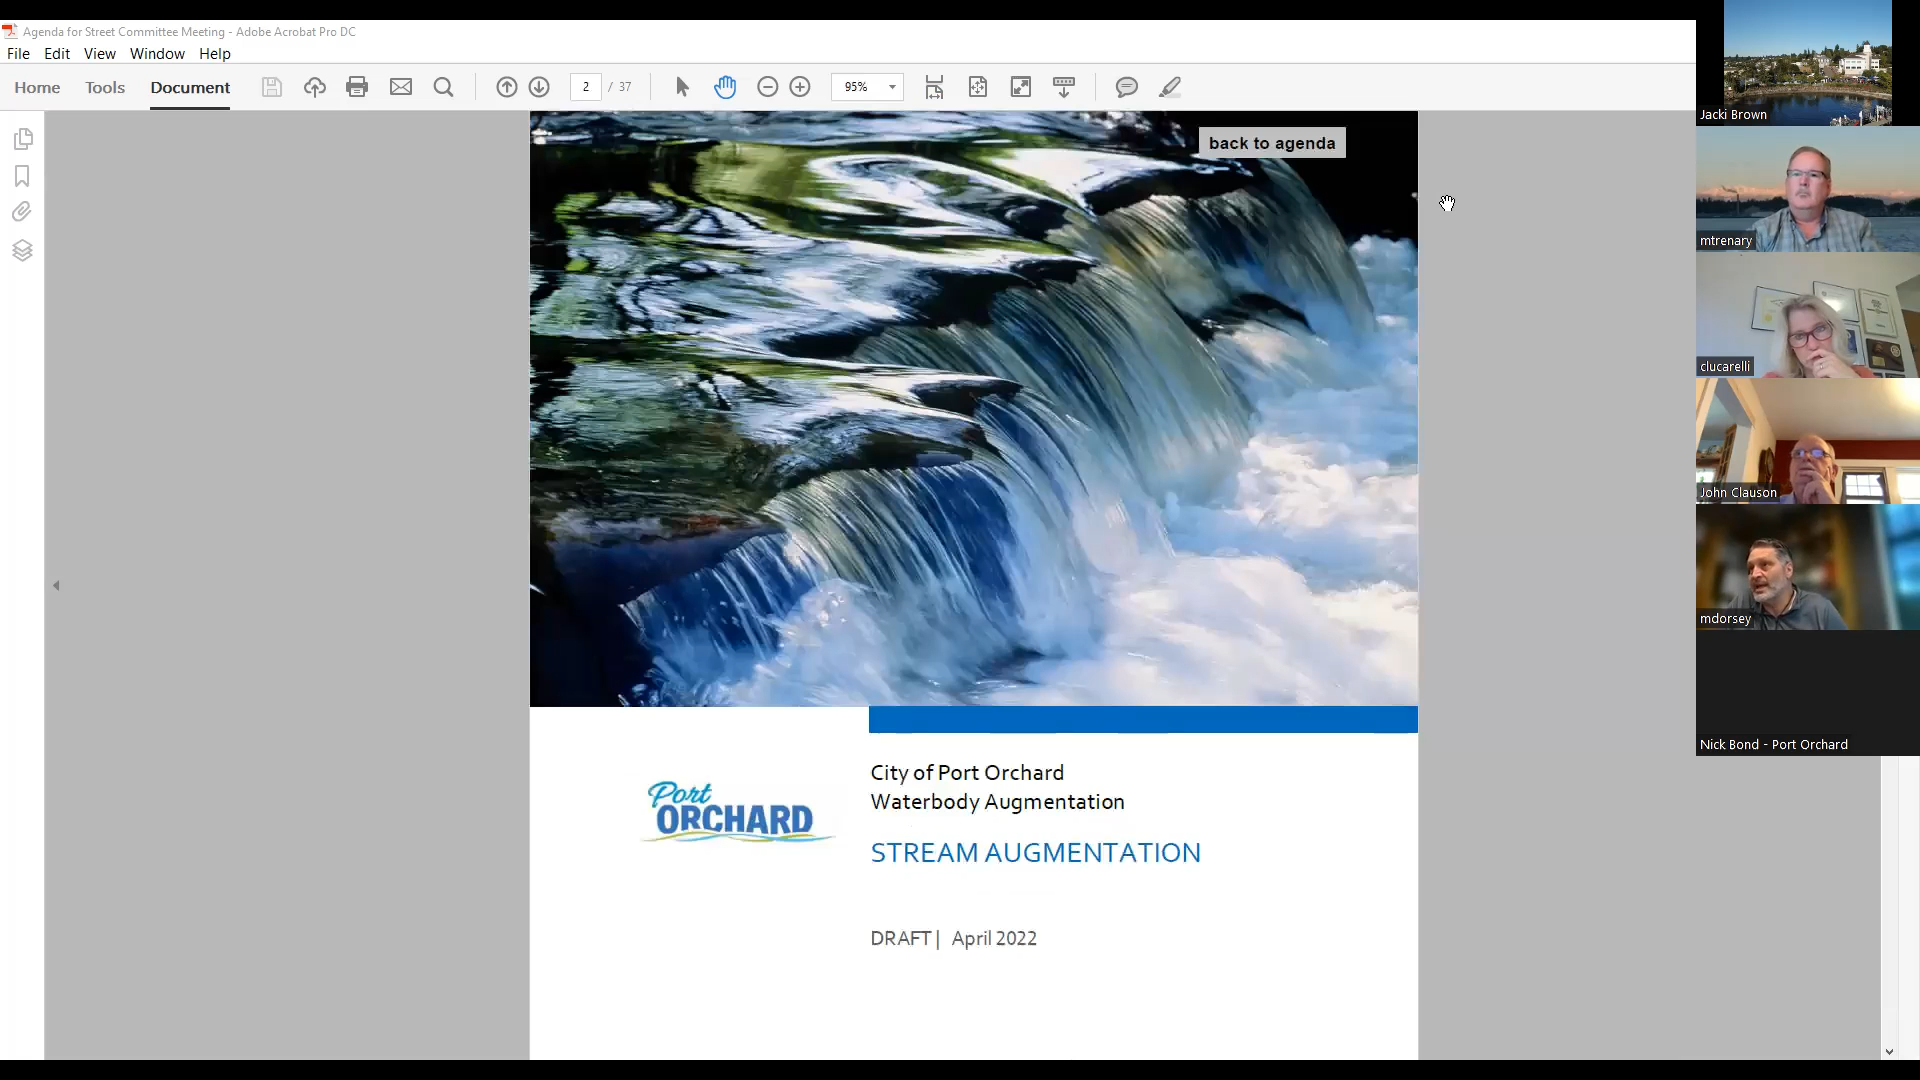 Agenda for Street Committee Meeting - Adobe Acrobat Pro DC
File Edit View Window Help
Home Tools Document 2 / 37 95%
back to agenda
Jacki Brown
mtrenary
clucarelli
John Clauson
mdorsey
Nick Bond - Port Orchard
Port
ORCHARD
City of Port Orchard
Waterbody Augmentation
STREAM AUGMENTATION
DRAFT | April 2022